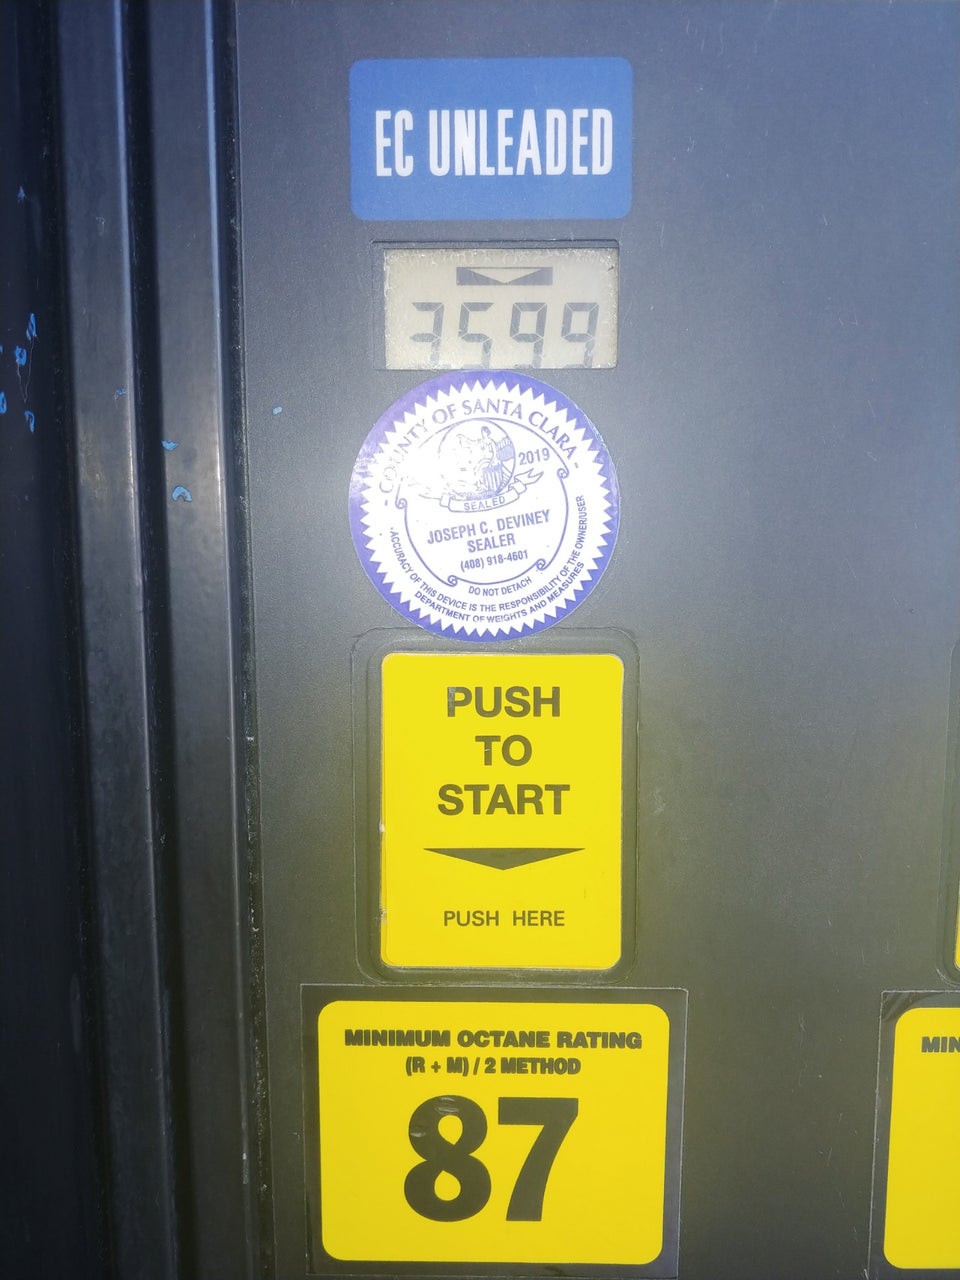 EC UNLEADED
3599
- COUNTY OF SANTA CLARA -
2019
SEALED
JOSEPH C. DEVINEY
SEALER
(408) 918-4601
DO NOT DETACH
ACCURACY OF THIS DEVICE IS THE RESPONSIBILITY OF THE OWNER/USER
DEPARTMENT OF WEIGHTS AND MEASURES
PUSH
TO
START
PUSH HERE
MINIMUM OCTANE RATING
(R + M) / 2 METHOD
87
MIN